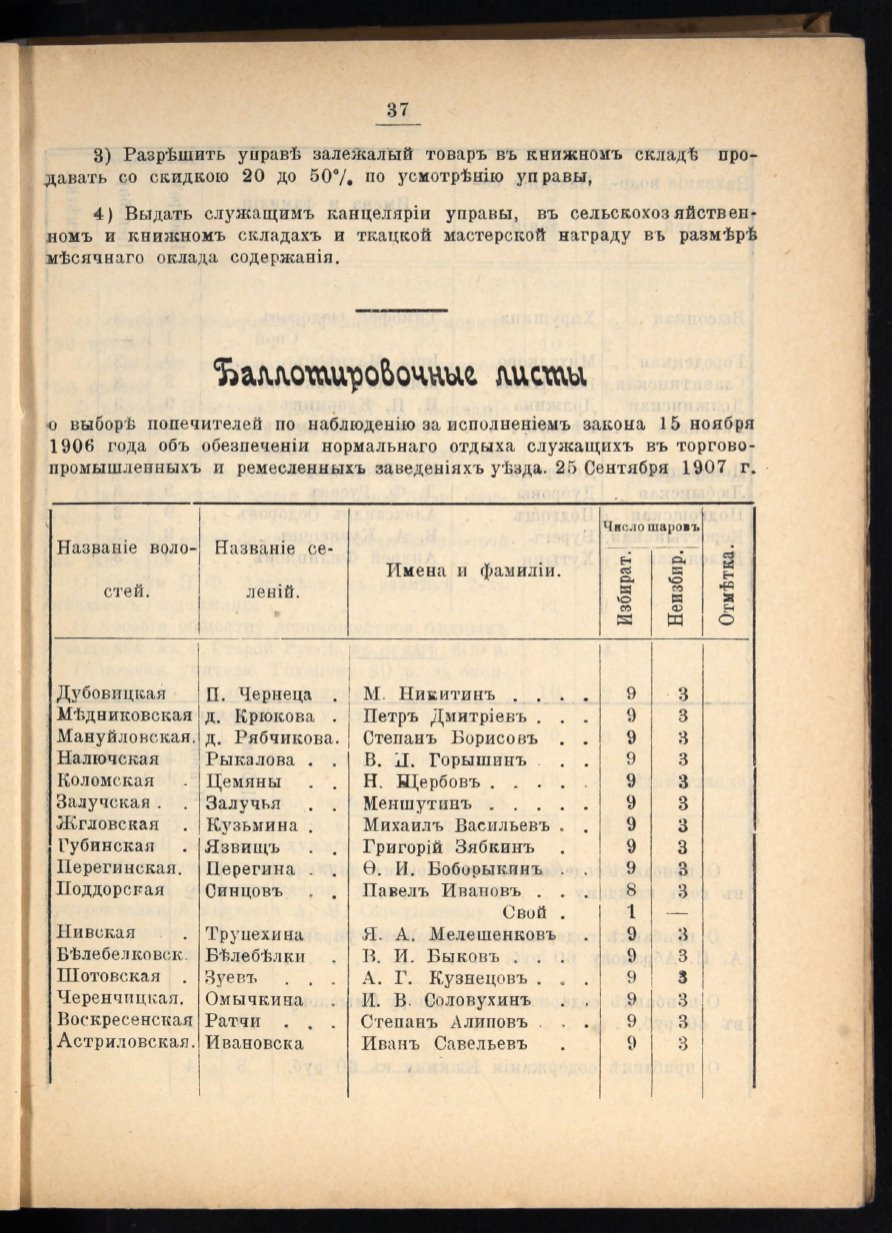 37
3) Разрѣшить управѣ залежалый товаръ въ книжномъ складѣ про-
давать со скидкою 20 до 50% по усмотрѣнію управы,
4) Выдать служащимъ канцеляріи управы, въ сельскохозяйствен-
номъ и книжномъ складахъ и ткацкой мастерской награду въ размѣрѣ
мѣсячнаго оклада содержанія.
Баллотировочные листы
о выборѣ попечителей по наблюденію за исполненіемъ закона 15 ноября
1906 года объ обезпеченіи нормальнаго отдыха служащихъ въ торгово-
промышленныхъ и ремесленныхъ заведеніяхъ уѣзда. 25 Сентября 1907 г.
Названіе воло-
стей.
Названіе се-
леній.
Имена и фамиліи.
Число шаровъ
Избират.
Неизбир.
Отмѣтка.
Дубовицкая П. Чернеца . М. Никитинъ . . . . 9 3
Мѣдниковская д. Крюкова . Петръ Дмитріевъ . . . 9 3
Мануйловская. д. Рябчикова. Степанъ Борисовъ . . 9 3
Налючская Рыкалова . . В. П. Горышинъ . . 9 3
Коломская . Цемяны . . Н. Щербовъ . . . . . 9 3
Залучская . . Залучья . . Меншутинъ . . . . . 9 3
Жгловская . Кузьмина . Михаилъ Васильевъ . . 9 3
Губинская . Язвищъ . . Григорій Зябкинъ . 9 3
Перегинская. Перегина . . Ѳ. И. Боборыкинъ . . 9 3
Поддорская Синцовъ . . Павелъ Ивановъ . . . 8 3
Свой . 1 —
Нивская . Трупехина Я. А. Мелешенковъ . 9 3
Бѣлебелковск. Бѣлебѣлки . В. И. Быковъ . . . 9 3
Шотовская . Зуевъ . . . А. Г. Кузнецовъ . . . 9 3
Черенчицкая. Омычкина . И. В. Соловухинъ . . 9 3
Воскресенская Ратчи . . . Степанъ Алиповъ . . . 9 3
Астриловская. Ивановска Иванъ Савельевъ . 9 3